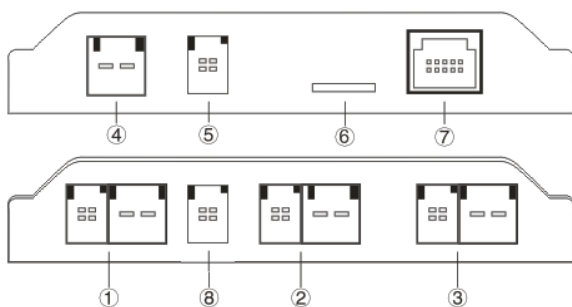 ④ ⑤ ⑥ ⑦
① ⑧ ② ③